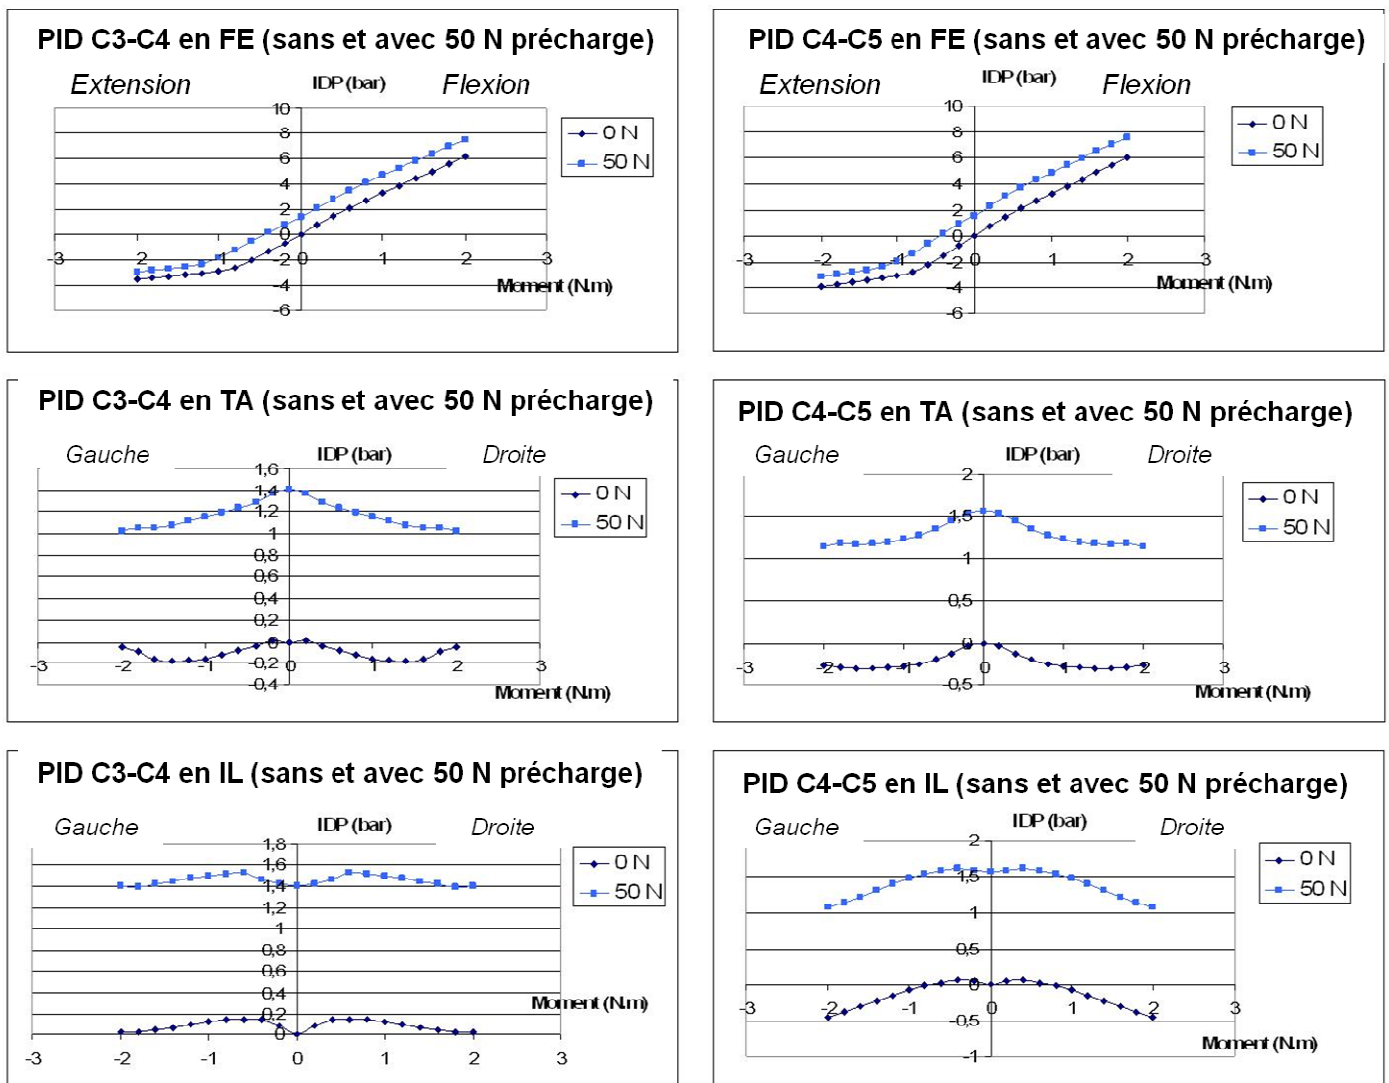 PID C3-C4 en FE (sans et avec 50 N précharge)
Extension
IDP (bar)
Flexion
10
8
6
4
2
0
-2
-4
-6
-3
-2
-1
0
1
2
3
Moment (N.m)
0 N
50 N
PID C4-C5 en FE (sans et avec 50 N précharge)
Extension
IDP (bar)
Flexion
10
8
6
4
2
0
-2
-4
-6
-3
-2
-1
0
1
2
3
Moment (N.m)
0 N
50 N
PID C3-C4 en TA (sans et avec 50 N précharge)
Gauche
IDP (bar)
Droite
1,6
1,4
1,2
1
0,8
0,6
0,4
0,2
0
-0,2
-0,4
-3
-2
-1
0
1
2
3
Moment (N.m)
0 N
50 N
PID C4-C5 en TA (sans et avec 50 N précharge)
Gauche
IDP (bar)
Droite
2
1,5
1
0,5
0
-0,5
-3
-2
-1
0
1
2
3
Moment (N.m)
0 N
50 N
PID C3-C4 en IL (sans et avec 50 N précharge)
Gauche
IDP (bar)
Droite
1,8
1,6
1,4
1,2
1
0,8
0,6
0,4
0,2
0
-3
-2
-1
0
1
2
3
Moment (N.m)
0 N
50 N
PID C4-C5 en IL (sans et avec 50 N précharge)
Gauche
IDP (bar)
Droite
2
1,5
1
0,5
0
-0,5
-1
-3
-2
-1
0
1
2
3
Moment (N.m)
0 N
50 N